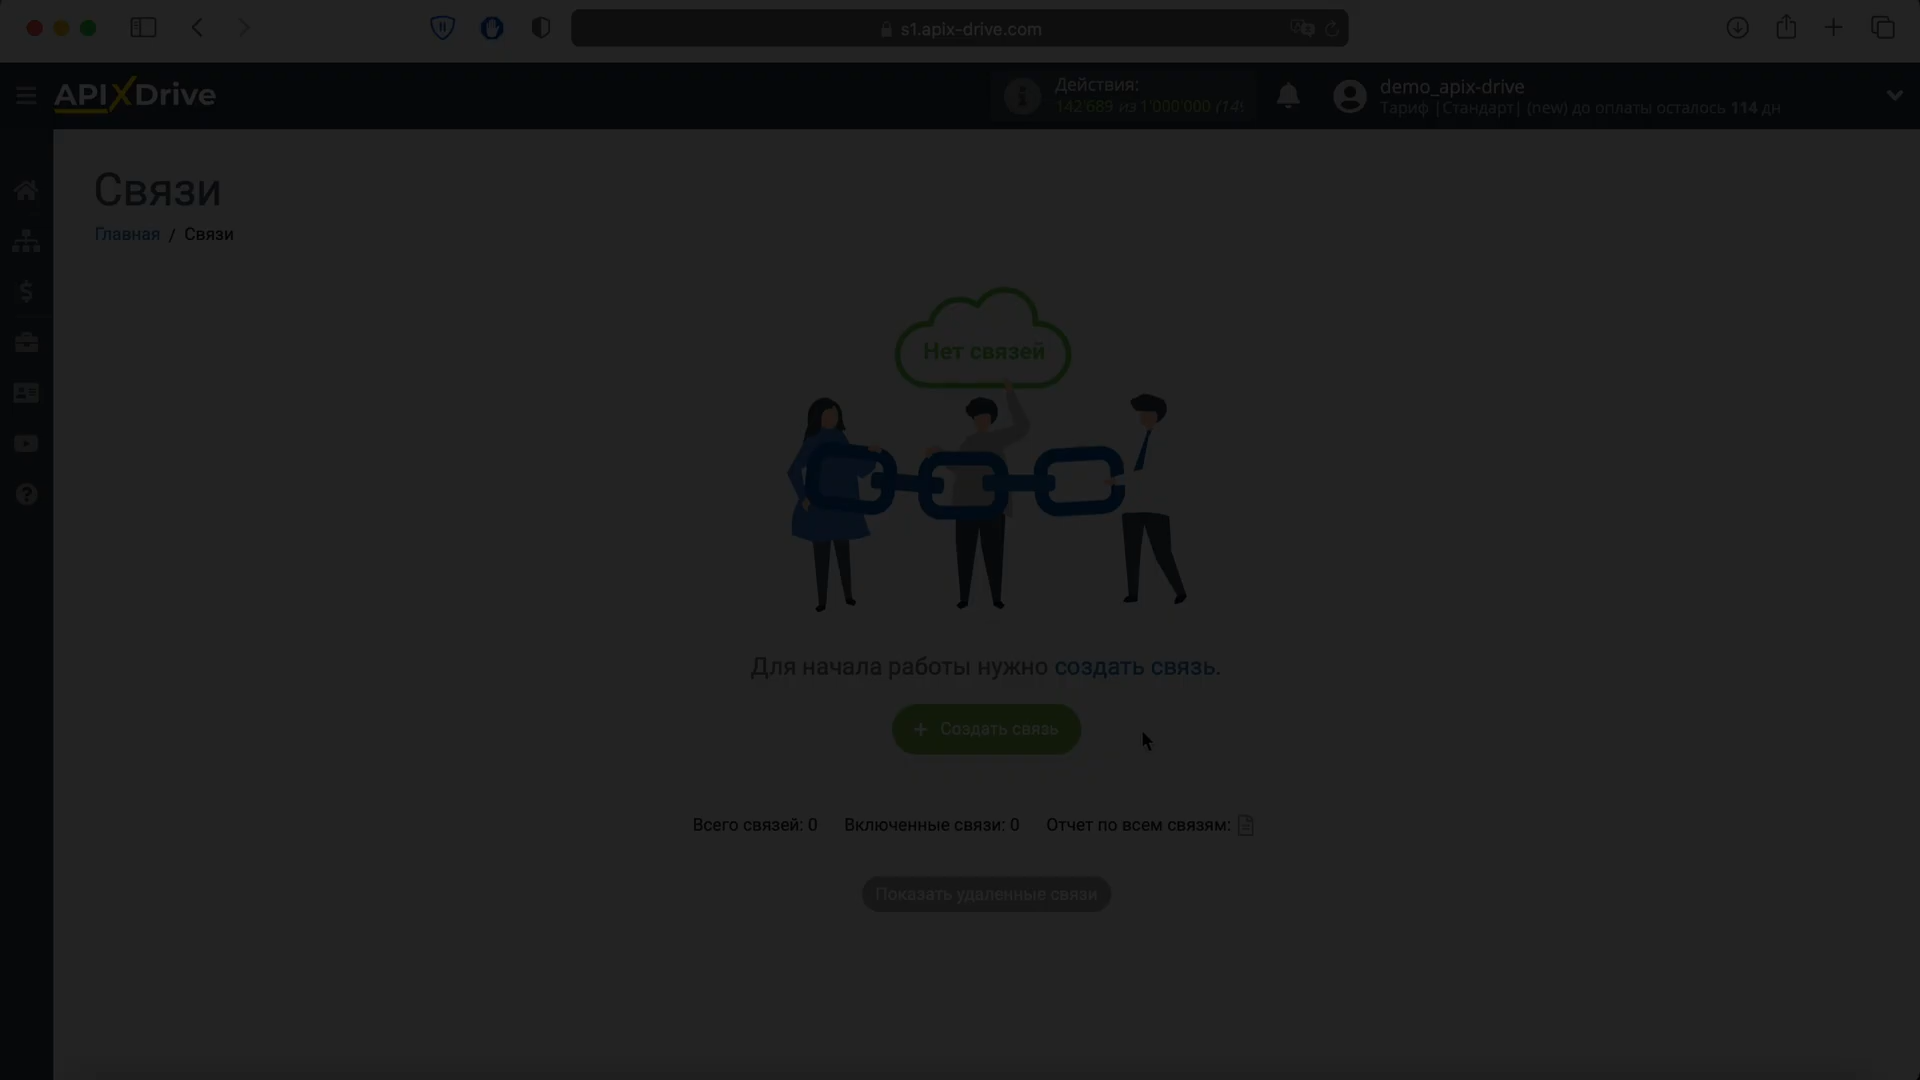 s1.apix-drive.com
APIXDrive
Действия:
142'689 из 1'000'000 (14
demo_apix-drive
Тариф |Стандарт| (new) до оплаты осталось 114 дн
Связи
Главная / Связи
Нет связей
Для начала работы нужно создать связь.
+ Создать связь
Всего связей: 0 Включенные связи: 0 Отчет по всем связям:
Показать удаленные связи